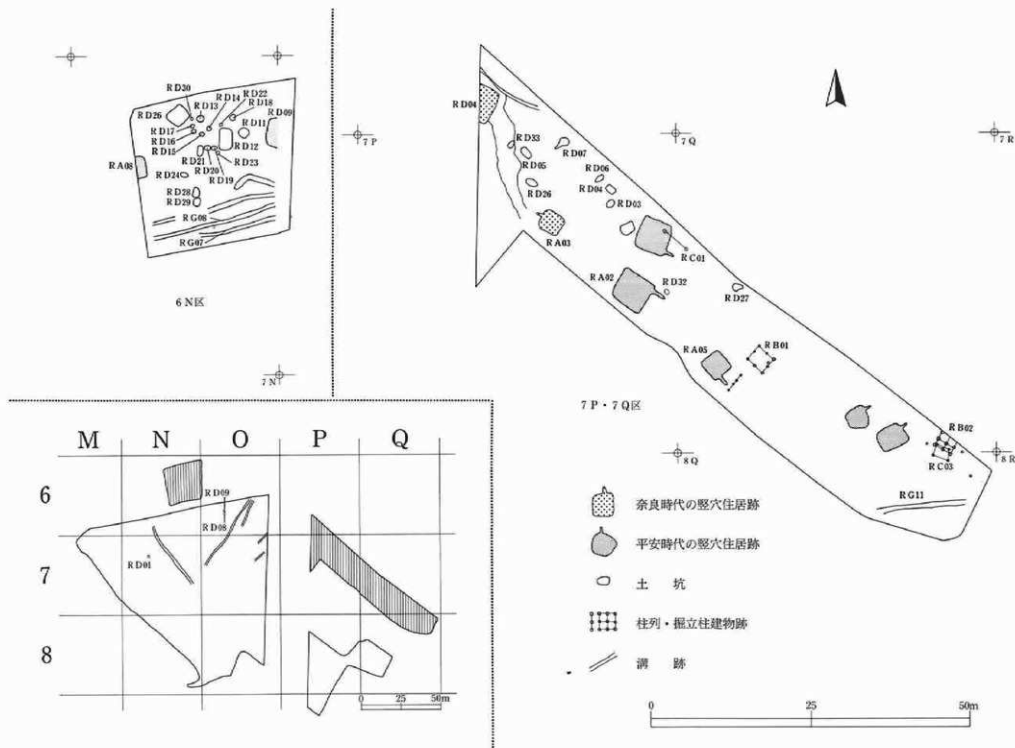 RD30
RD22
RD14
RD18
RD26
RD13
RD09
RD17
RD11
RD16
RD12
RD15
RA08
RD21
RD23
RD24
RD20
RD19
RD28
RD29
RG08
RG07
6N区
7N
7P
RD04
RD33
RD07
7Q
7R
RD05
RD06
RD04
RD26
RD03
RA03
RC01
RA02
RD32
RD27
RA05
RB01
7P・7Q区
RB02
8Q
RC03
8R
RG11
奈良時代の竪穴住居跡
平安時代の竪穴住居跡
土坑
柱列・掘立柱建物跡
溝跡
0 25 50m
M N O P Q
6
RD09
RD08
7
RD01
8
0 25 50m